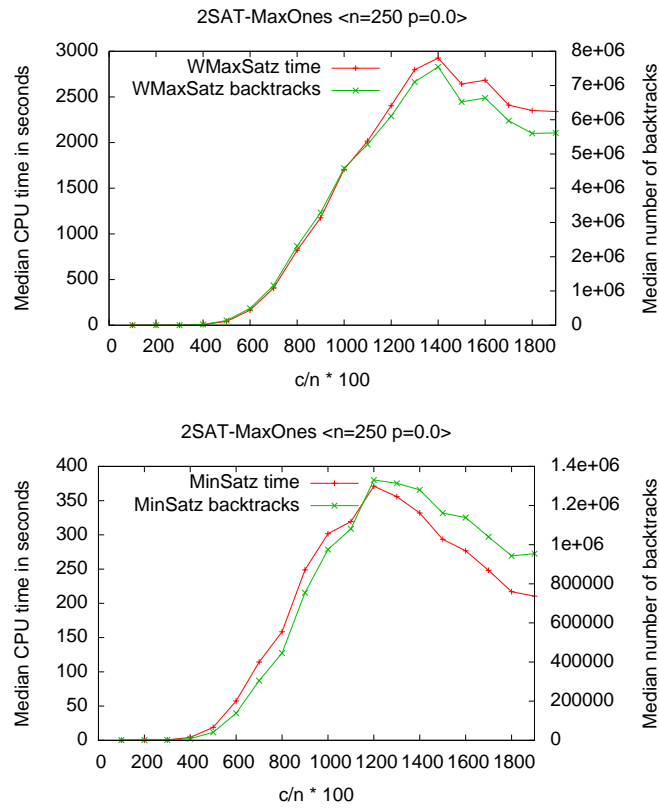 2SAT-MaxOnes <n=250 p=0.0>
3000
2500
2000
1500
1000
500
0
8e+06
7e+06
6e+06
5e+06
4e+06
3e+06
2e+06
1e+06
0
WMaxSatz time
WMaxSatz backtracks
Median CPU time in seconds
Median number of backtracks
0 200 400 600 800 1000 1200 1400 1600 1800
c/n * 100
2SAT-MaxOnes <n=250 p=0.0>
400
350
300
250
200
150
100
50
0
1.4e+06
1.2e+06
1e+06
800000
600000
400000
200000
0
MinSatz time
MinSatz backtracks
Median CPU time in seconds
Median number of backtracks
0 200 400 600 800 1000 1200 1400 1600 1800
c/n * 100